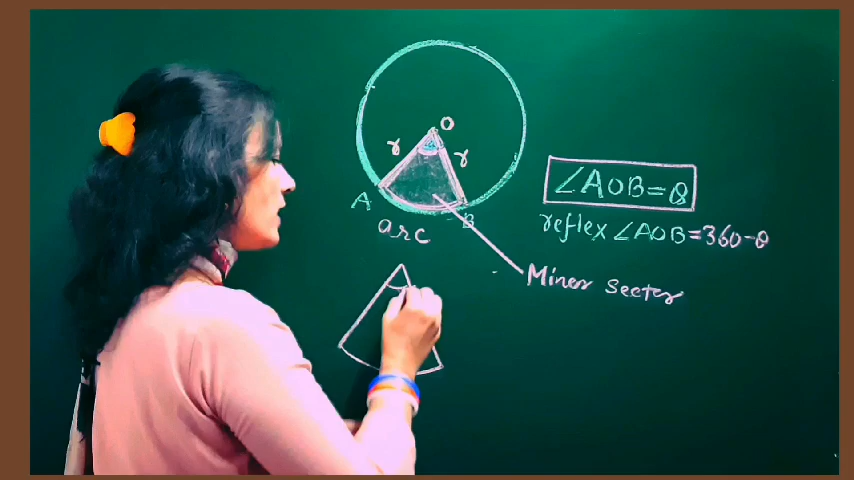 O
r
r
A
B
arc
∠AOB=θ
reflex ∠AOB=360-θ
Minor Sector